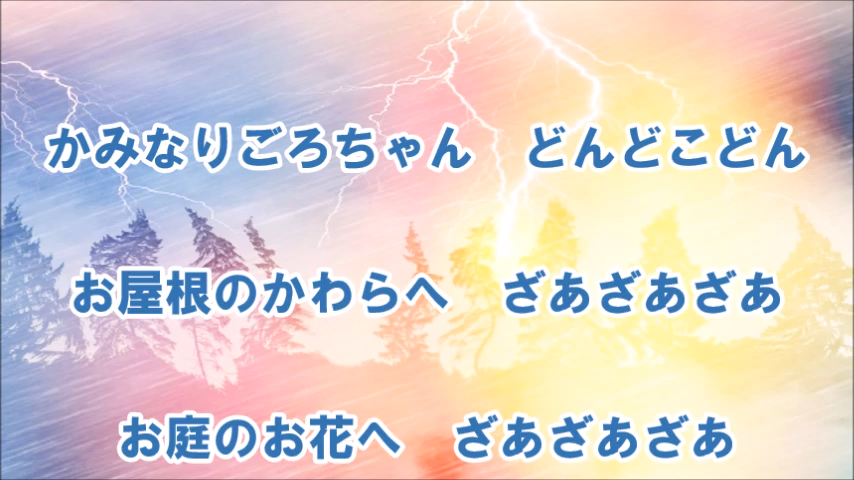 かみなりごろちゃん　どんどこどん
お屋根のかわらへ　ざあざあざあ
お庭のお花へ　ざあざあざあ